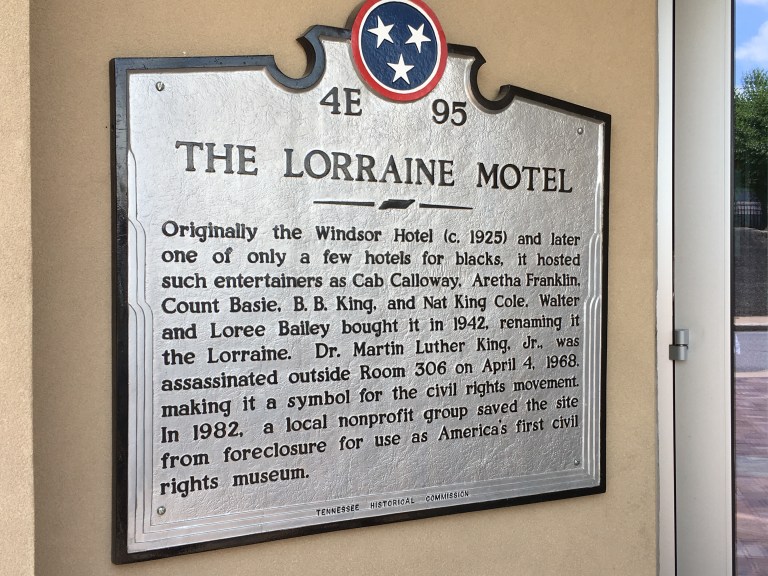 4E 95
THE LORRAINE MOTEL
Originally the Windsor Hotel (c. 1925) and later
one of only a few hotels for blacks, it hosted
such entertainers as Cab Calloway, Aretha Franklin,
Count Basie, B. B. King, and Nat King Cole. Walter
and Loree Bailey bought it in 1942, renaming it
the Lorraine. Dr. Martin Luther King, Jr., was
assassinated outside Room 306 on April 4, 1968,
making it a symbol for the civil rights movement.
In 1982, a local nonprofit group saved the site
from foreclosure for use as America's first civil
rights museum.
TENNESSEE HISTORICAL COMMISSION